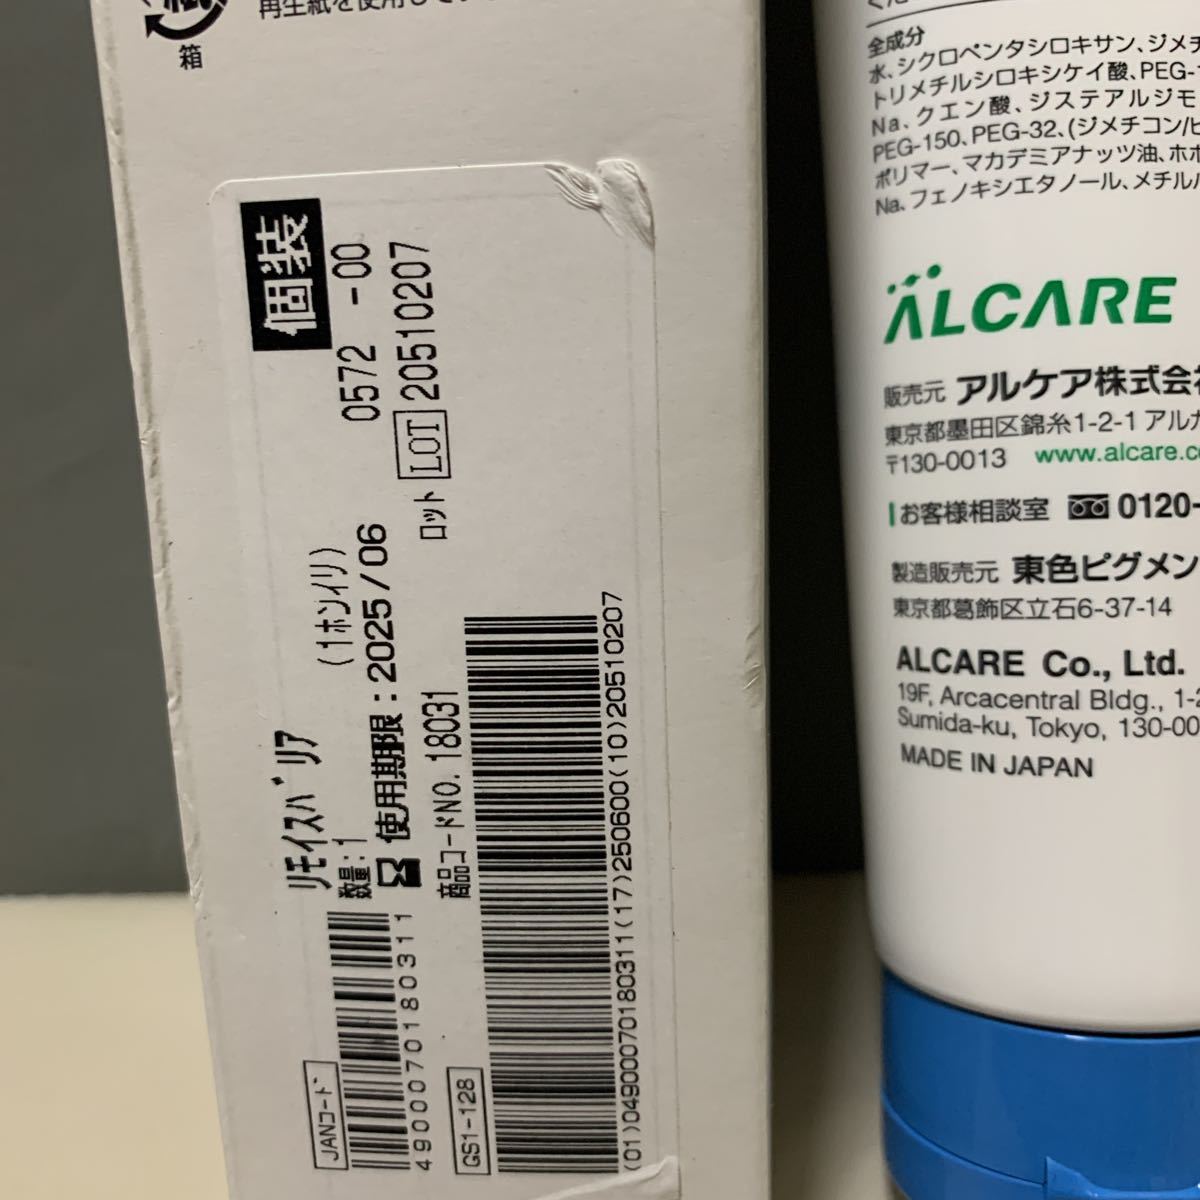 箱
個装
0572 -00
ロット LOT 20510207
リモイスバリア
(1ホンイリ)
数量:1
使用期限:2025/06
商品コードNO. 18031
JANコード
4900070180311
GS1-128
(01)04900070180311(17)250600(10)20510207
全成分
水、シクロペンタシロキサン、ジメチ
トリメチルシロキシケイ酸、PEG-1
Na、クエン酸、ジステアルジモ
PEG-150、PEG-32、(ジメチコン/ビ
ポリマー、マカデミアナッツ油、ホホ
Na、フェノキシエタノール、メチルパ
ALCARE
販売元 アルケア株式会社
東京都墨田区錦糸1-2-1 アルカ
〒130-0013 www.alcare.co
お客様相談室 0120-
製造販売元 東色ピグメン
東京都葛飾区立石6-37-14
ALCARE Co., Ltd.
19F, Arcacentral Bldg., 1-2
Sumida-ku, Tokyo, 130-00
MADE IN JAPAN